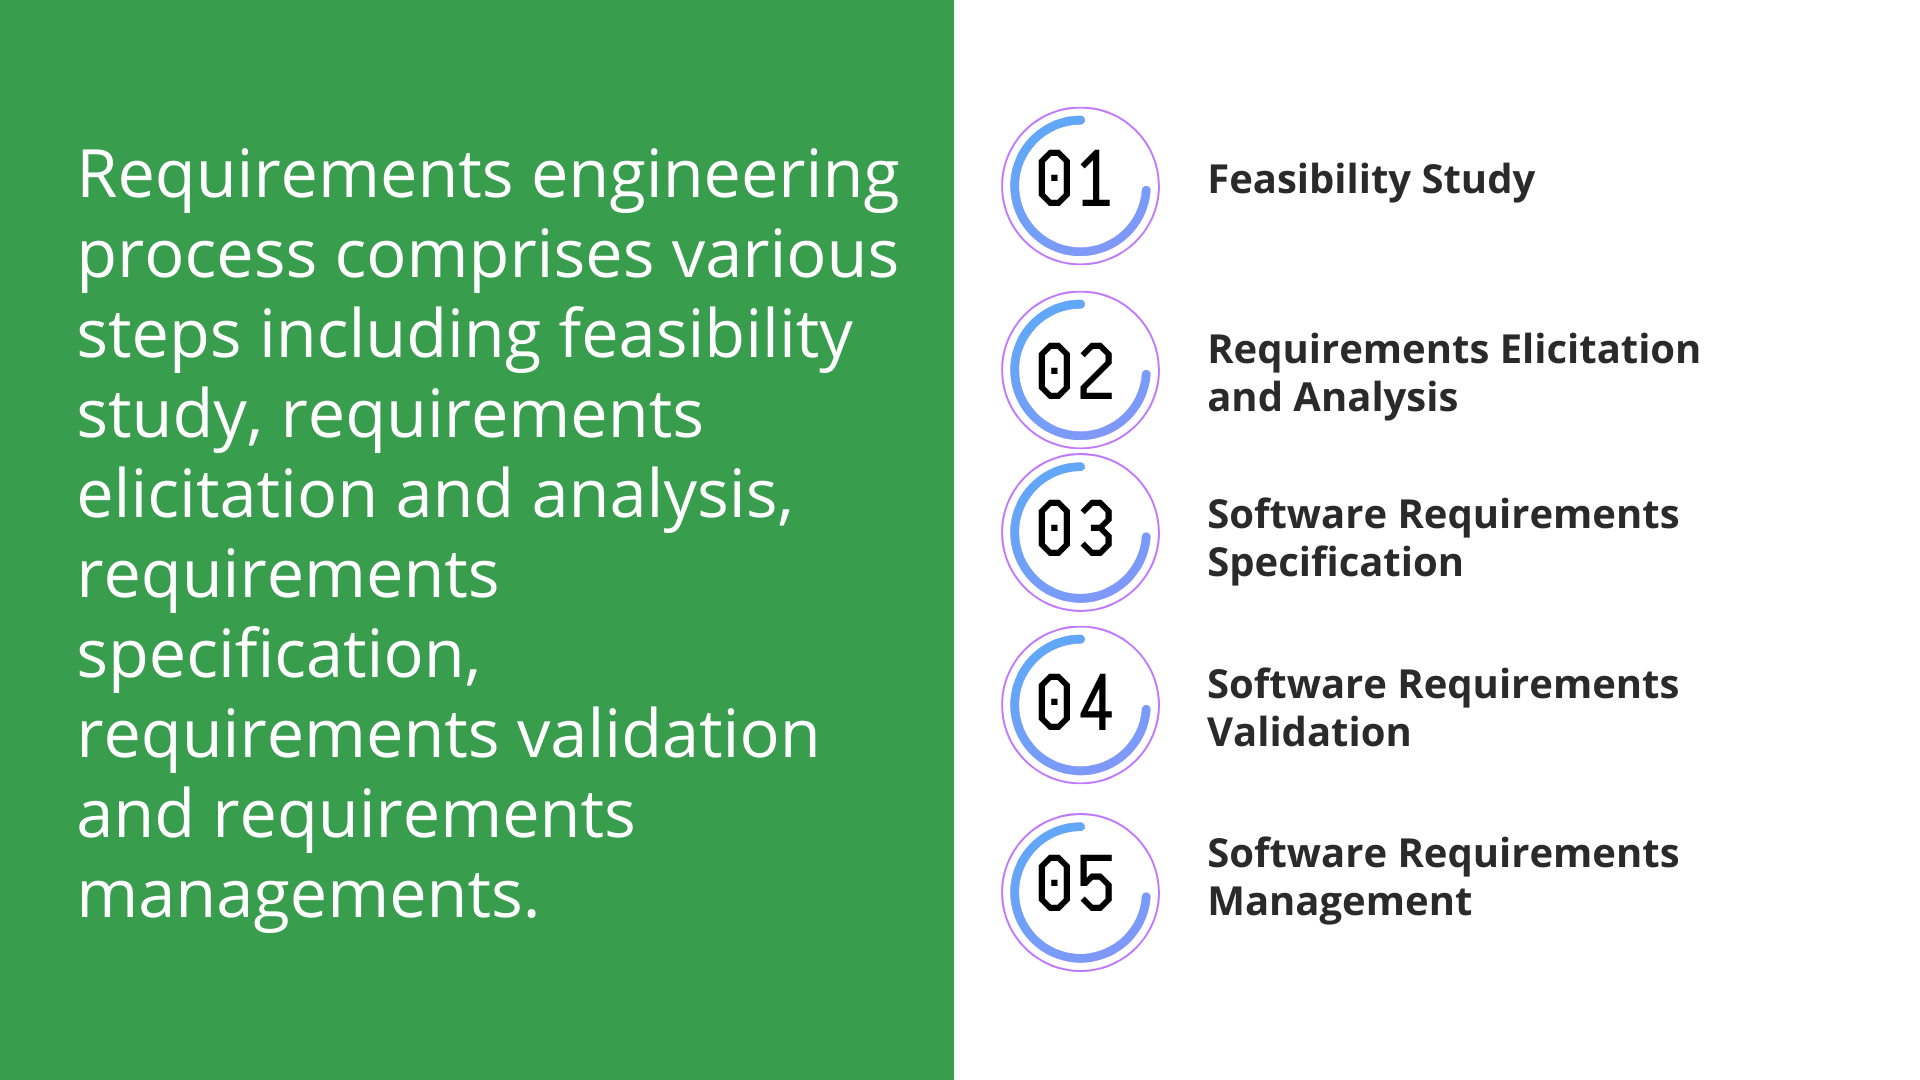 Requirements engineering
process comprises various
steps including feasibility
study, requirements
elicitation and analysis,
requirements
specification,
requirements validation
and requirements
managements.
01
Feasibility Study
02
Requirements Elicitation
and Analysis
03
Software Requirements
Specification
04
Software Requirements
Validation
05
Software Requirements
Management